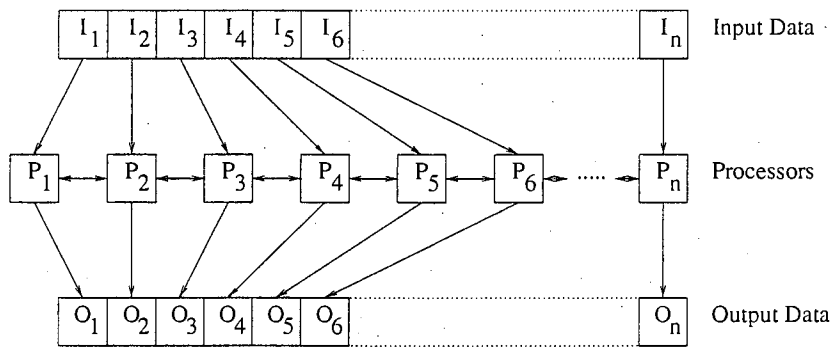 I1 I2 I3 I4 I5 I6 In Input Data
P1 P2 P3 P4 P5 P6 ..... Pn Processors
O1 O2 O3 O4 O5 O6 On Output Data